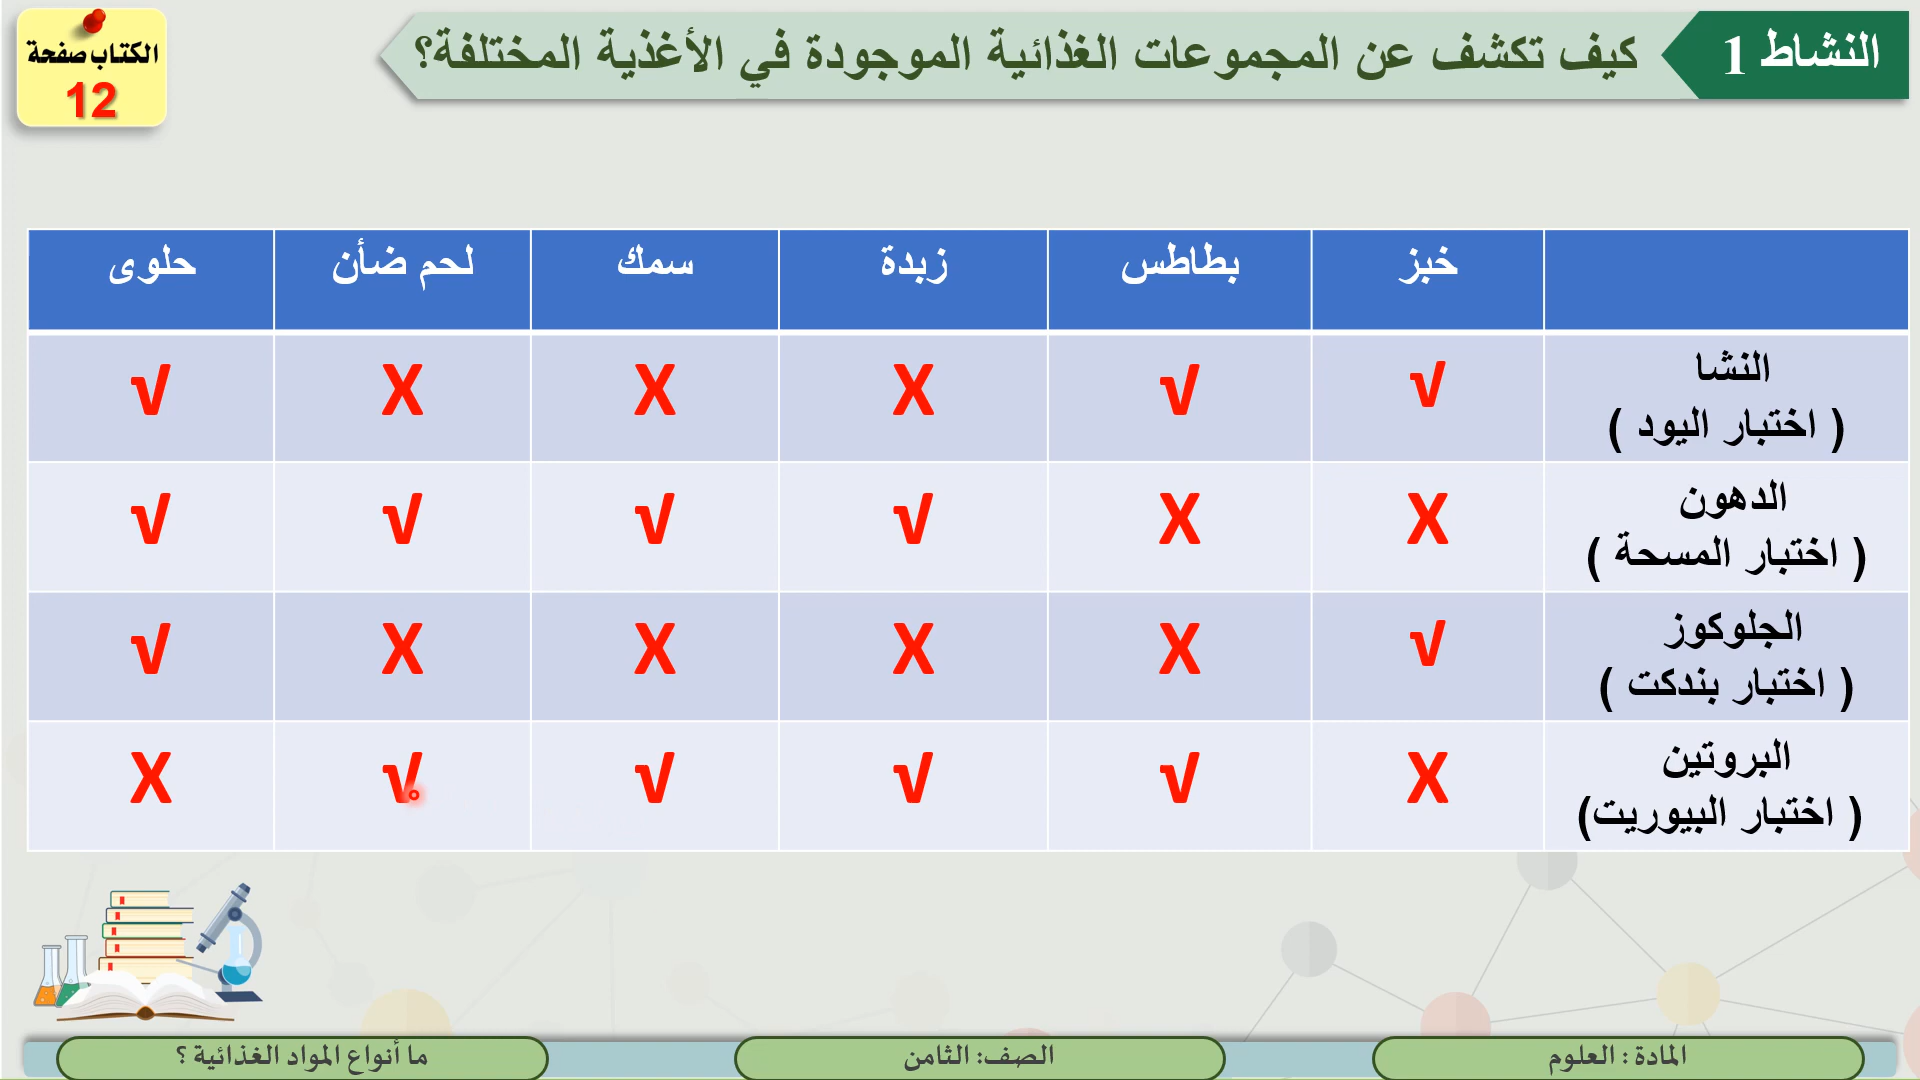 النشاط 1
كيف تكشف عن المجموعات الغذائية الموجودة في الأغذية المختلفة؟
الكتاب صفحة
12
خبز بطاطس زبدة سمك لحم ضأن حلوى
النشا
( اختبار اليود )
√ √ X X X √
الدهون
( اختبار المسحة )
X X √ √ √ √
الجلوكوز
( اختبار بندكت )
√ X X X X √
البروتين
( اختبار البيوريت)
X √ √ √ √ X
المادة : العلوم
الصف: الثامن
ما أنواع المواد الغذائية ؟